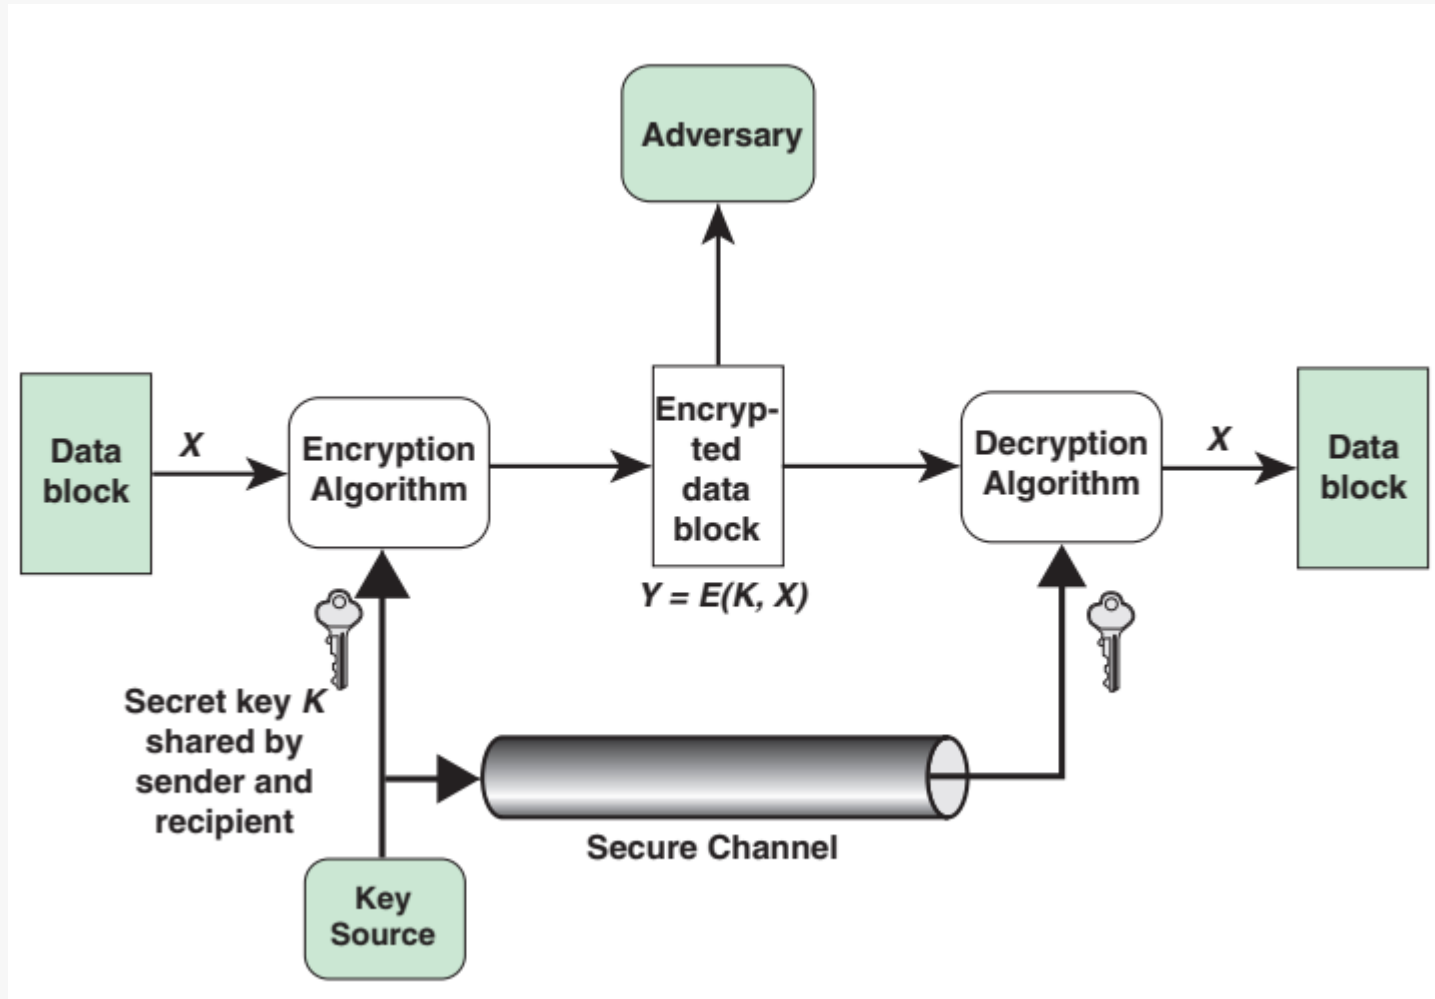 Adversary
Data
block
X
Encryption
Algorithm
Encryp-
ted
data
block
Y = E(K, X)
Decryption
Algorithm
X
Data
block
Secret key K
shared by
sender and
recipient
Secure Channel
Key
Source